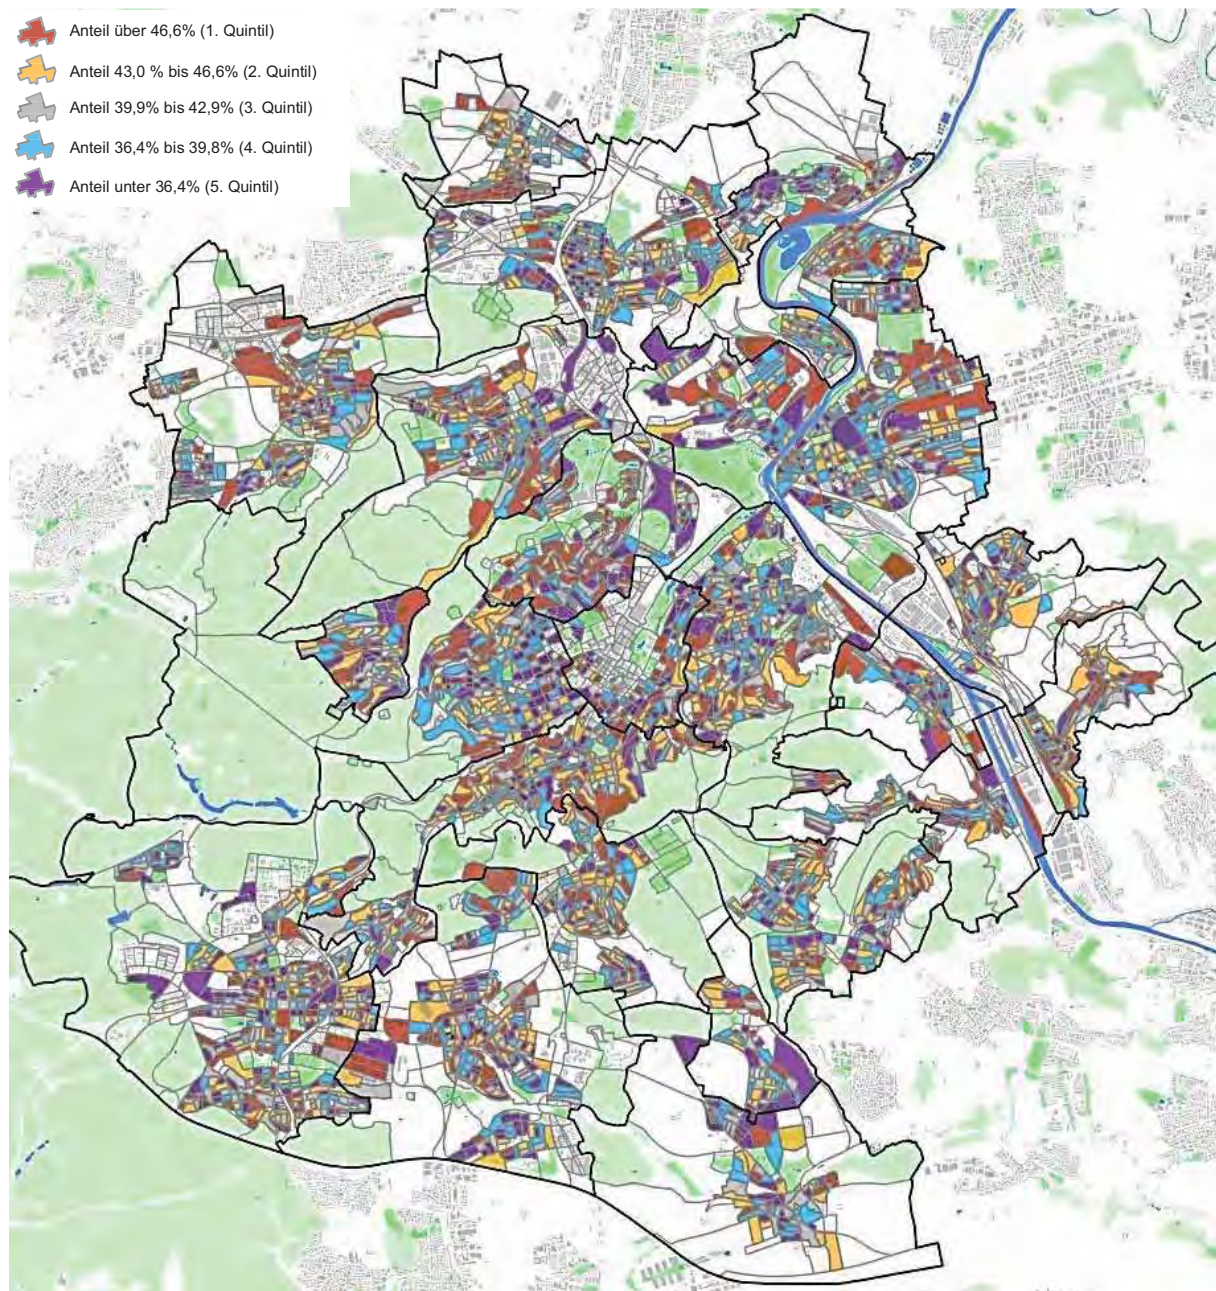 Anteil über 46,6% (1. Quintil)
Anteil 43,0 % bis 46,6% (2. Quintil)
Anteil 39,9% bis 42,9% (3. Quintil)
Anteil 36,4% bis 39,8% (4. Quintil)
Anteil unter 36,4% (5. Quintil)